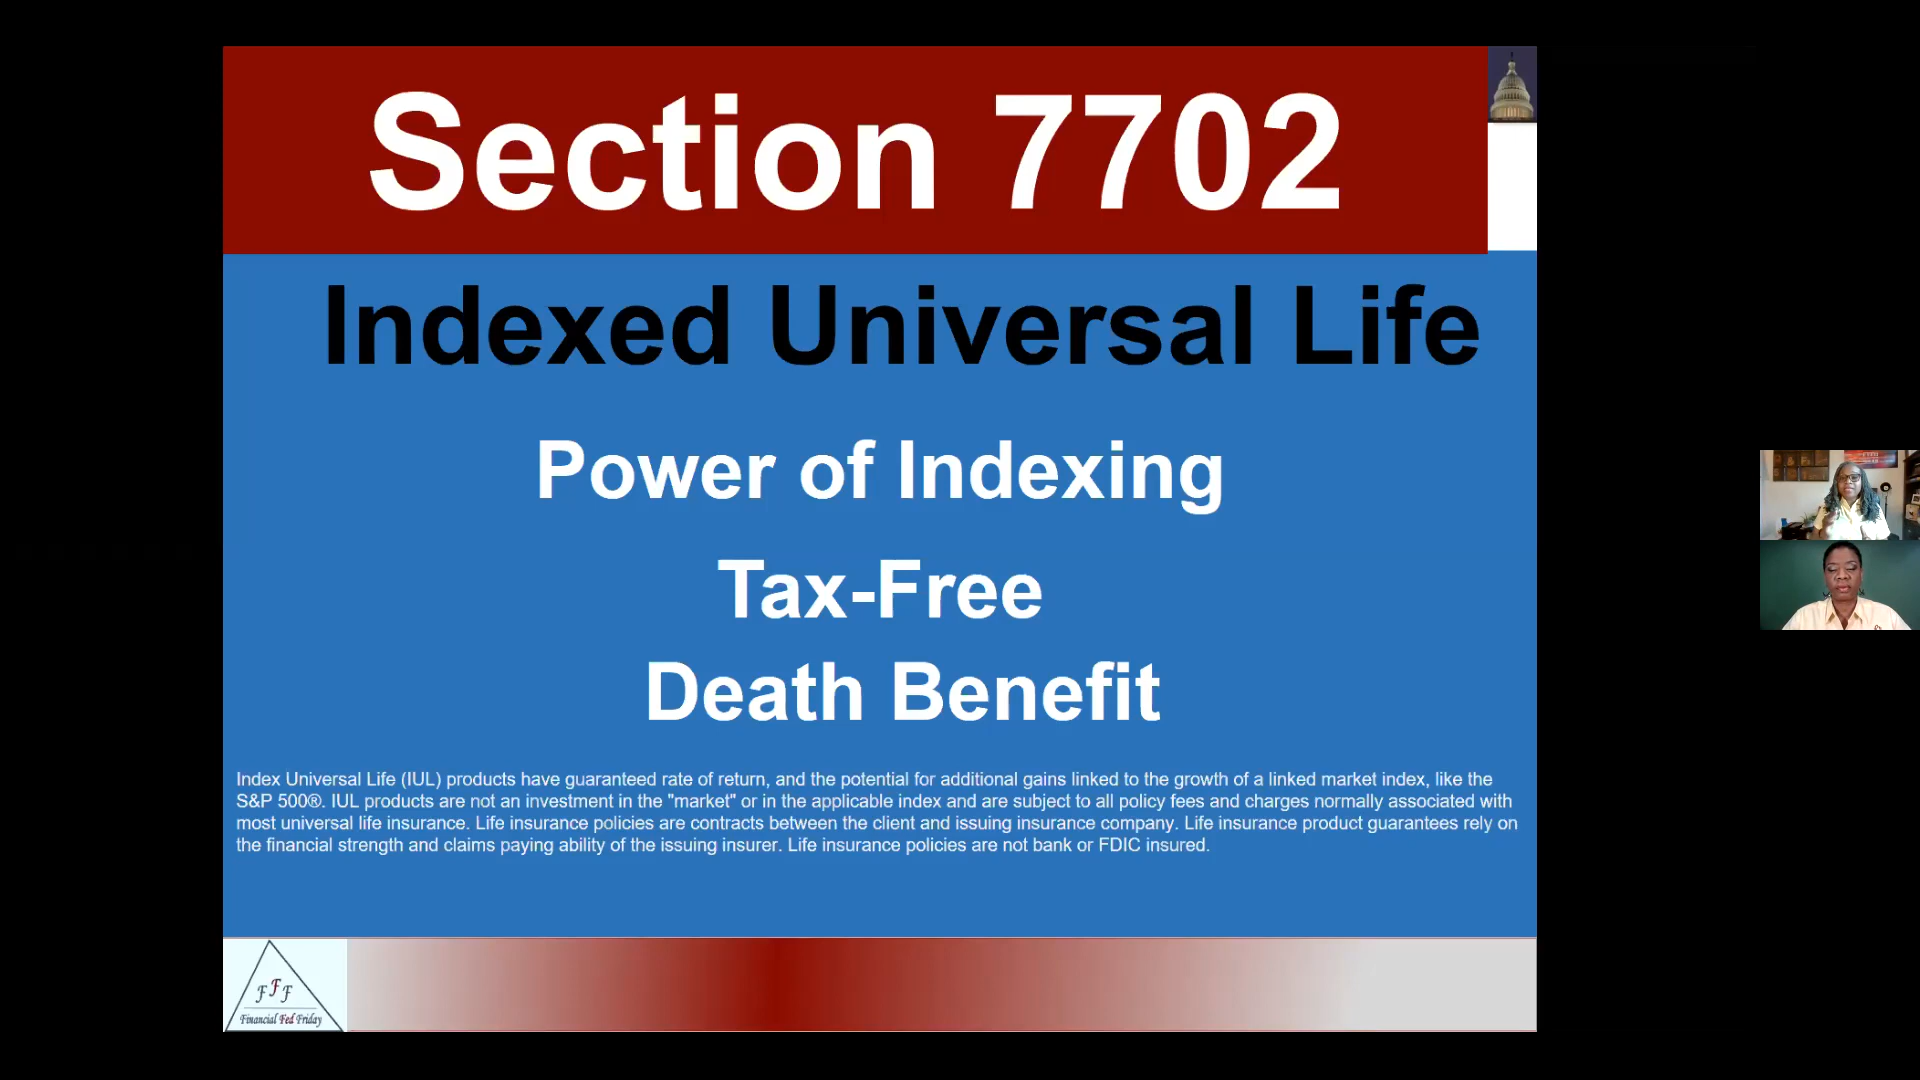 Section 7702
Indexed Universal Life
Power of Indexing
Tax-Free
Death Benefit
Index Universal Life (IUL) products have guaranteed rate of return, and the potential for additional gains linked to the growth of a linked market index, like the
S&P 500®. IUL products are not an investment in the "market" or in the applicable index and are subject to all policy fees and charges normally associated with
most universal life insurance. Life insurance policies are contracts between the client and issuing insurance company. Life insurance product guarantees rely on
the financial strength and claims paying ability of the issuing insurer. Life insurance policies are not bank or FDIC insured.
F F F
Financial Fed Friday